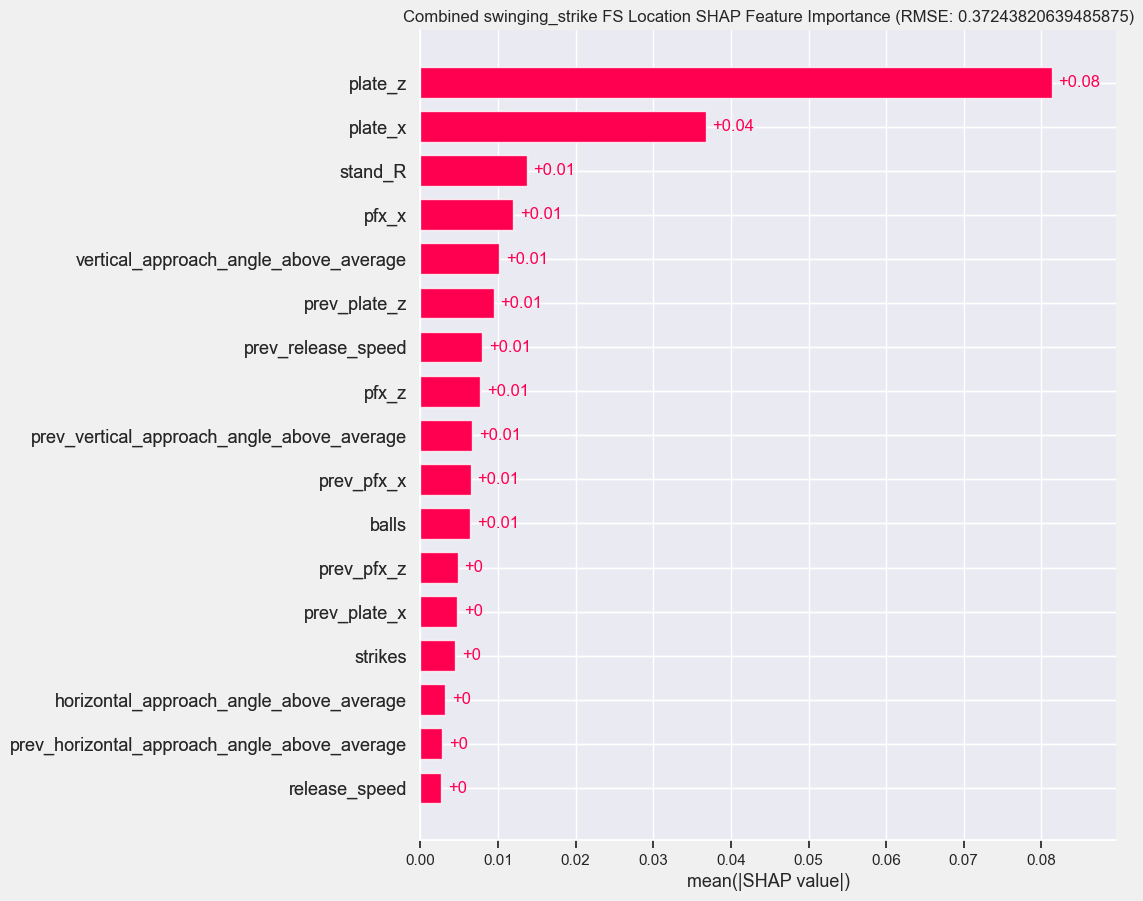 Combined swinging_strike FS Location SHAP Feature Importance (RMSE: 0.37243820639485875)
plate_z +0.08
plate_x +0.04
stand_R +0.01
pfx_x +0.01
vertical_approach_angle_above_average +0.01
prev_plate_z +0.01
prev_release_speed +0.01
pfx_z +0.01
prev_vertical_approach_angle_above_average +0.01
prev_pfx_x +0.01
balls +0.01
prev_pfx_z +0
prev_plate_x +0
strikes +0
horizontal_approach_angle_above_average +0
prev_horizontal_approach_angle_above_average +0
release_speed +0
0.00 0.01 0.02 0.03 0.04 0.05 0.06 0.07 0.08
mean(|SHAP value|)